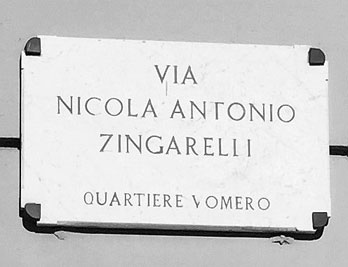 VIA
NICOLA ANTONIO
ZINGARELLI
QUARTIERE VOMERO